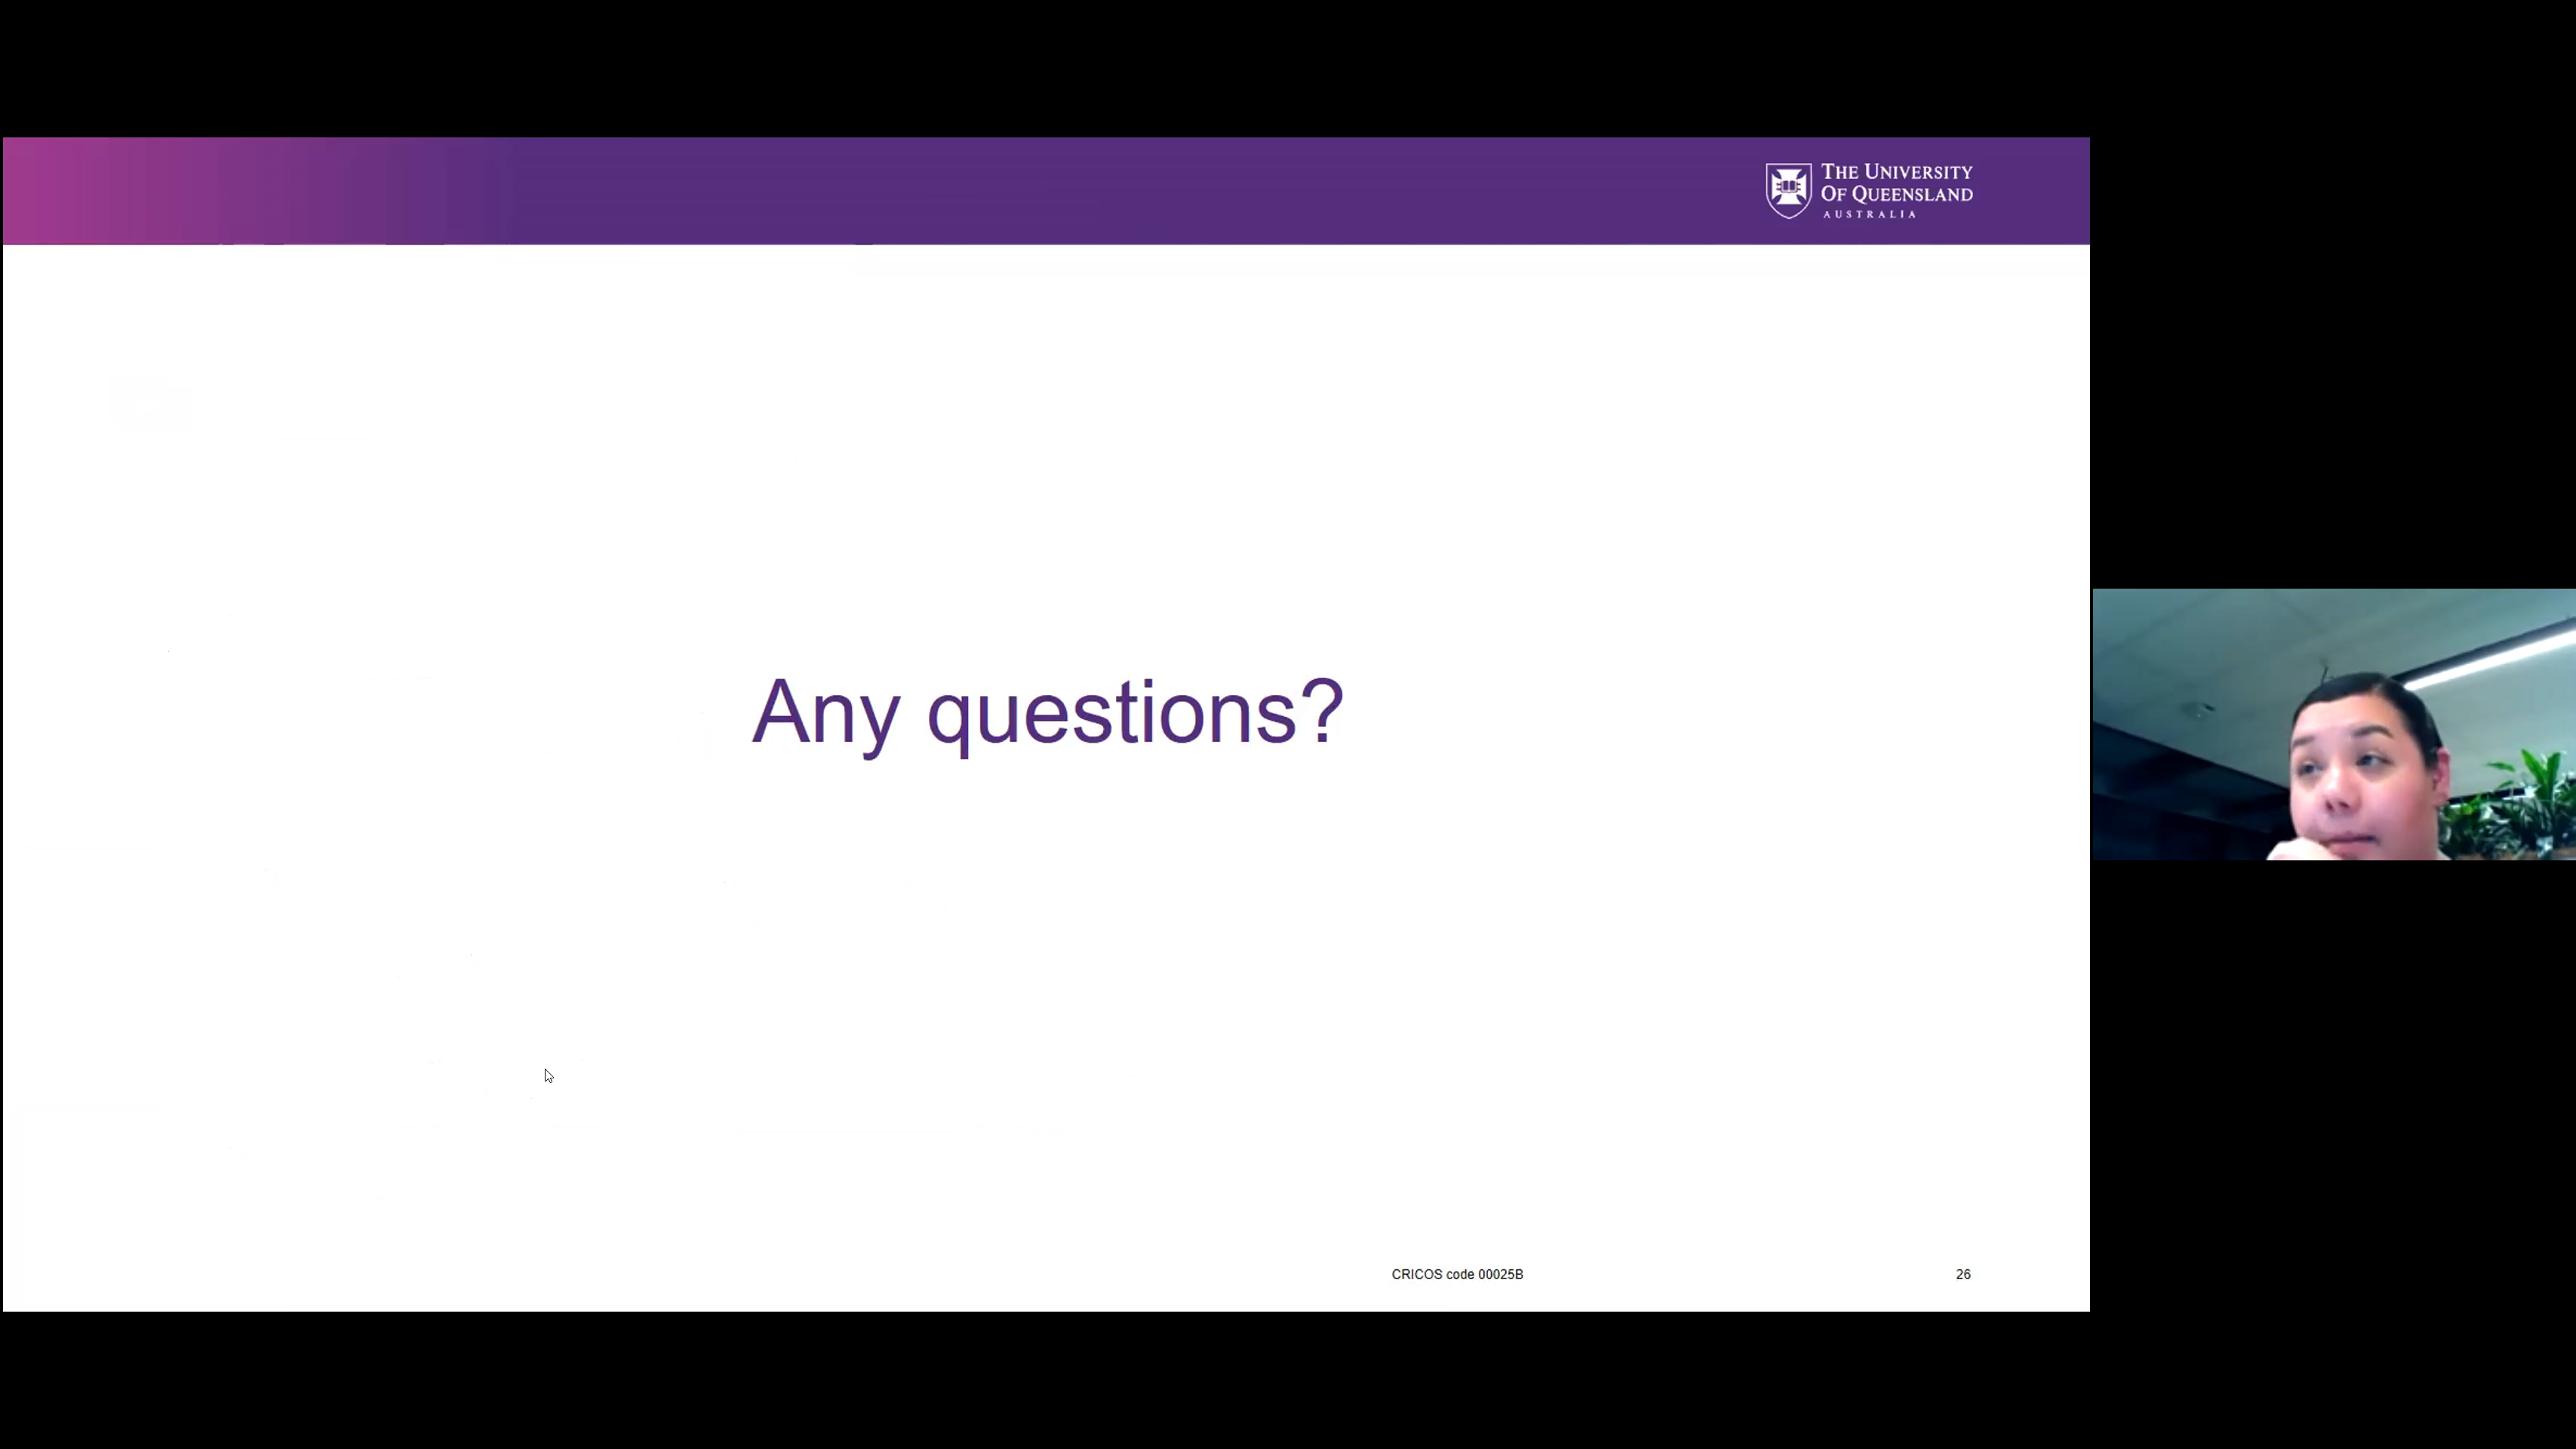 THE UNIVERSITY
OF QUEENSLAND
AUSTRALIA
Any questions?
CRICOS code 00025B
26